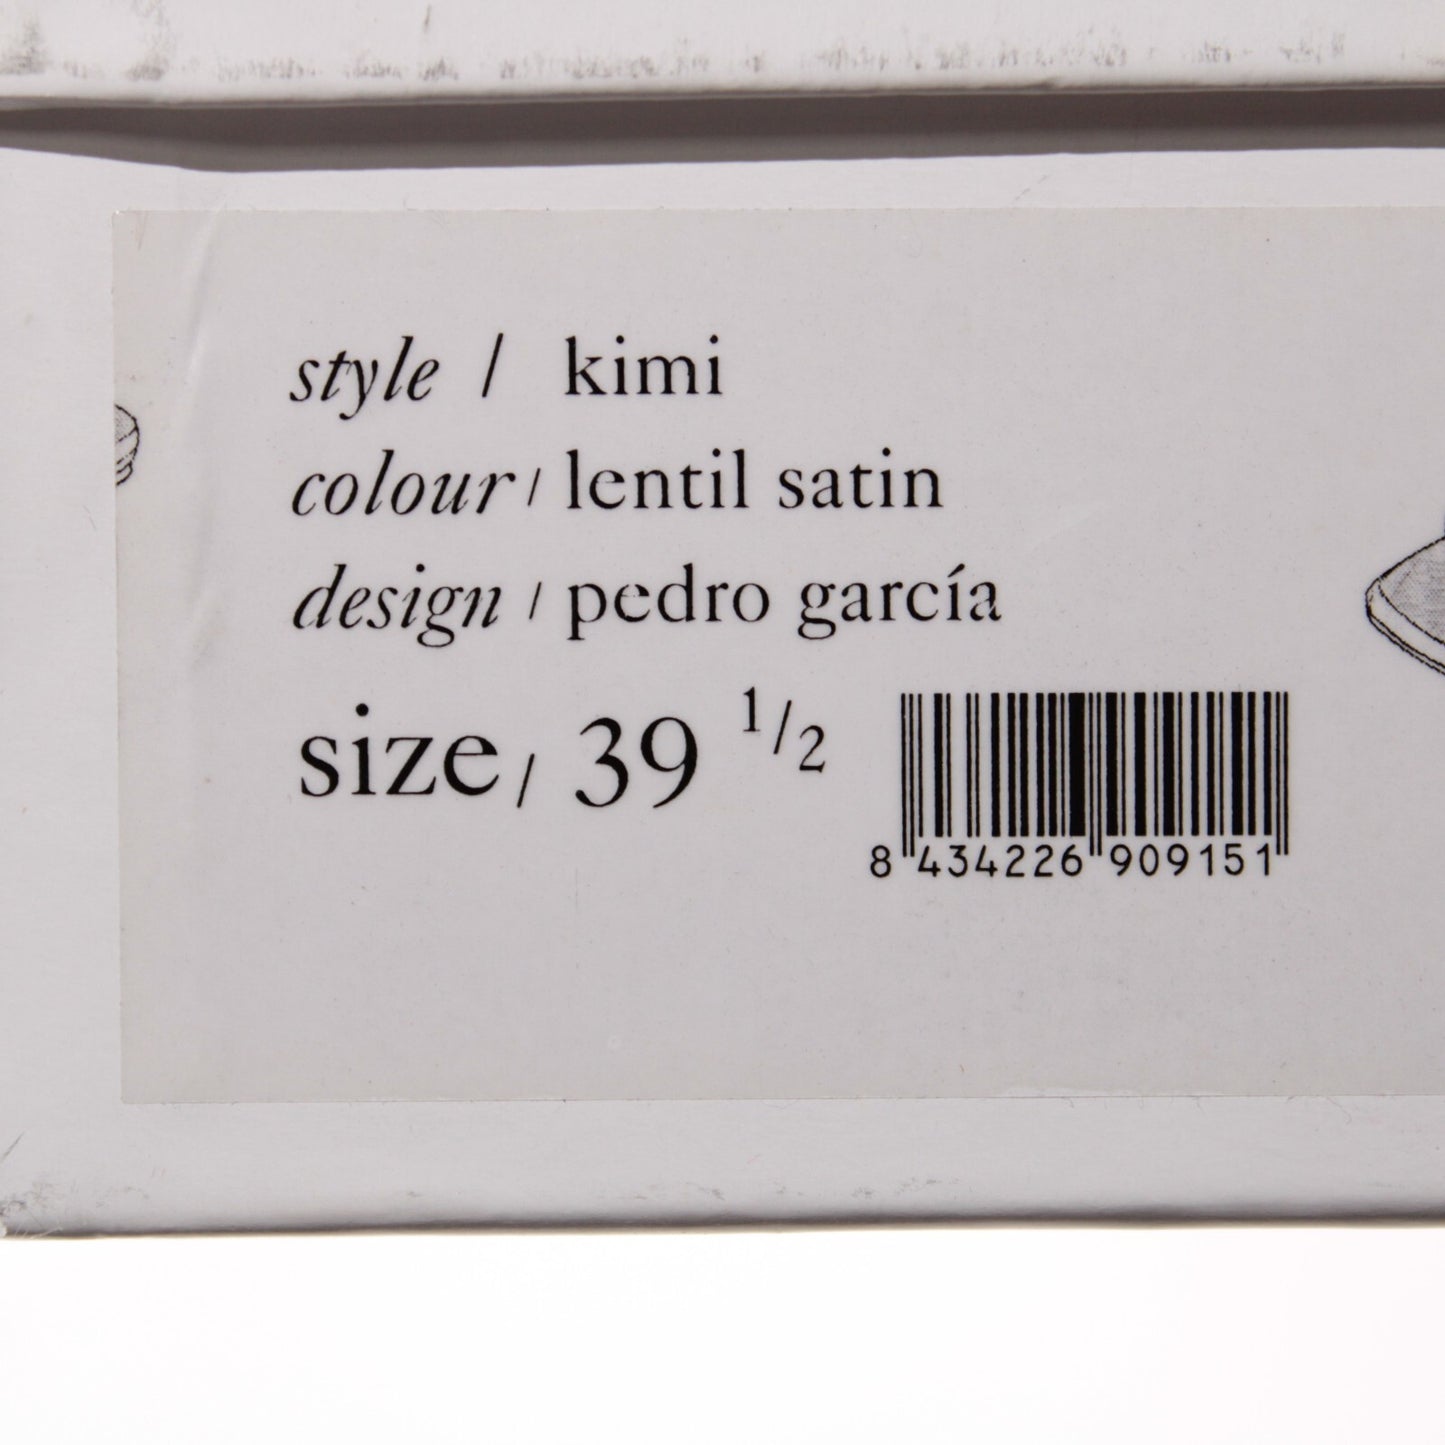 style / kimi
colour / lentil satin
design / pedro garcía
size / 39 1/2
8 434226 909151